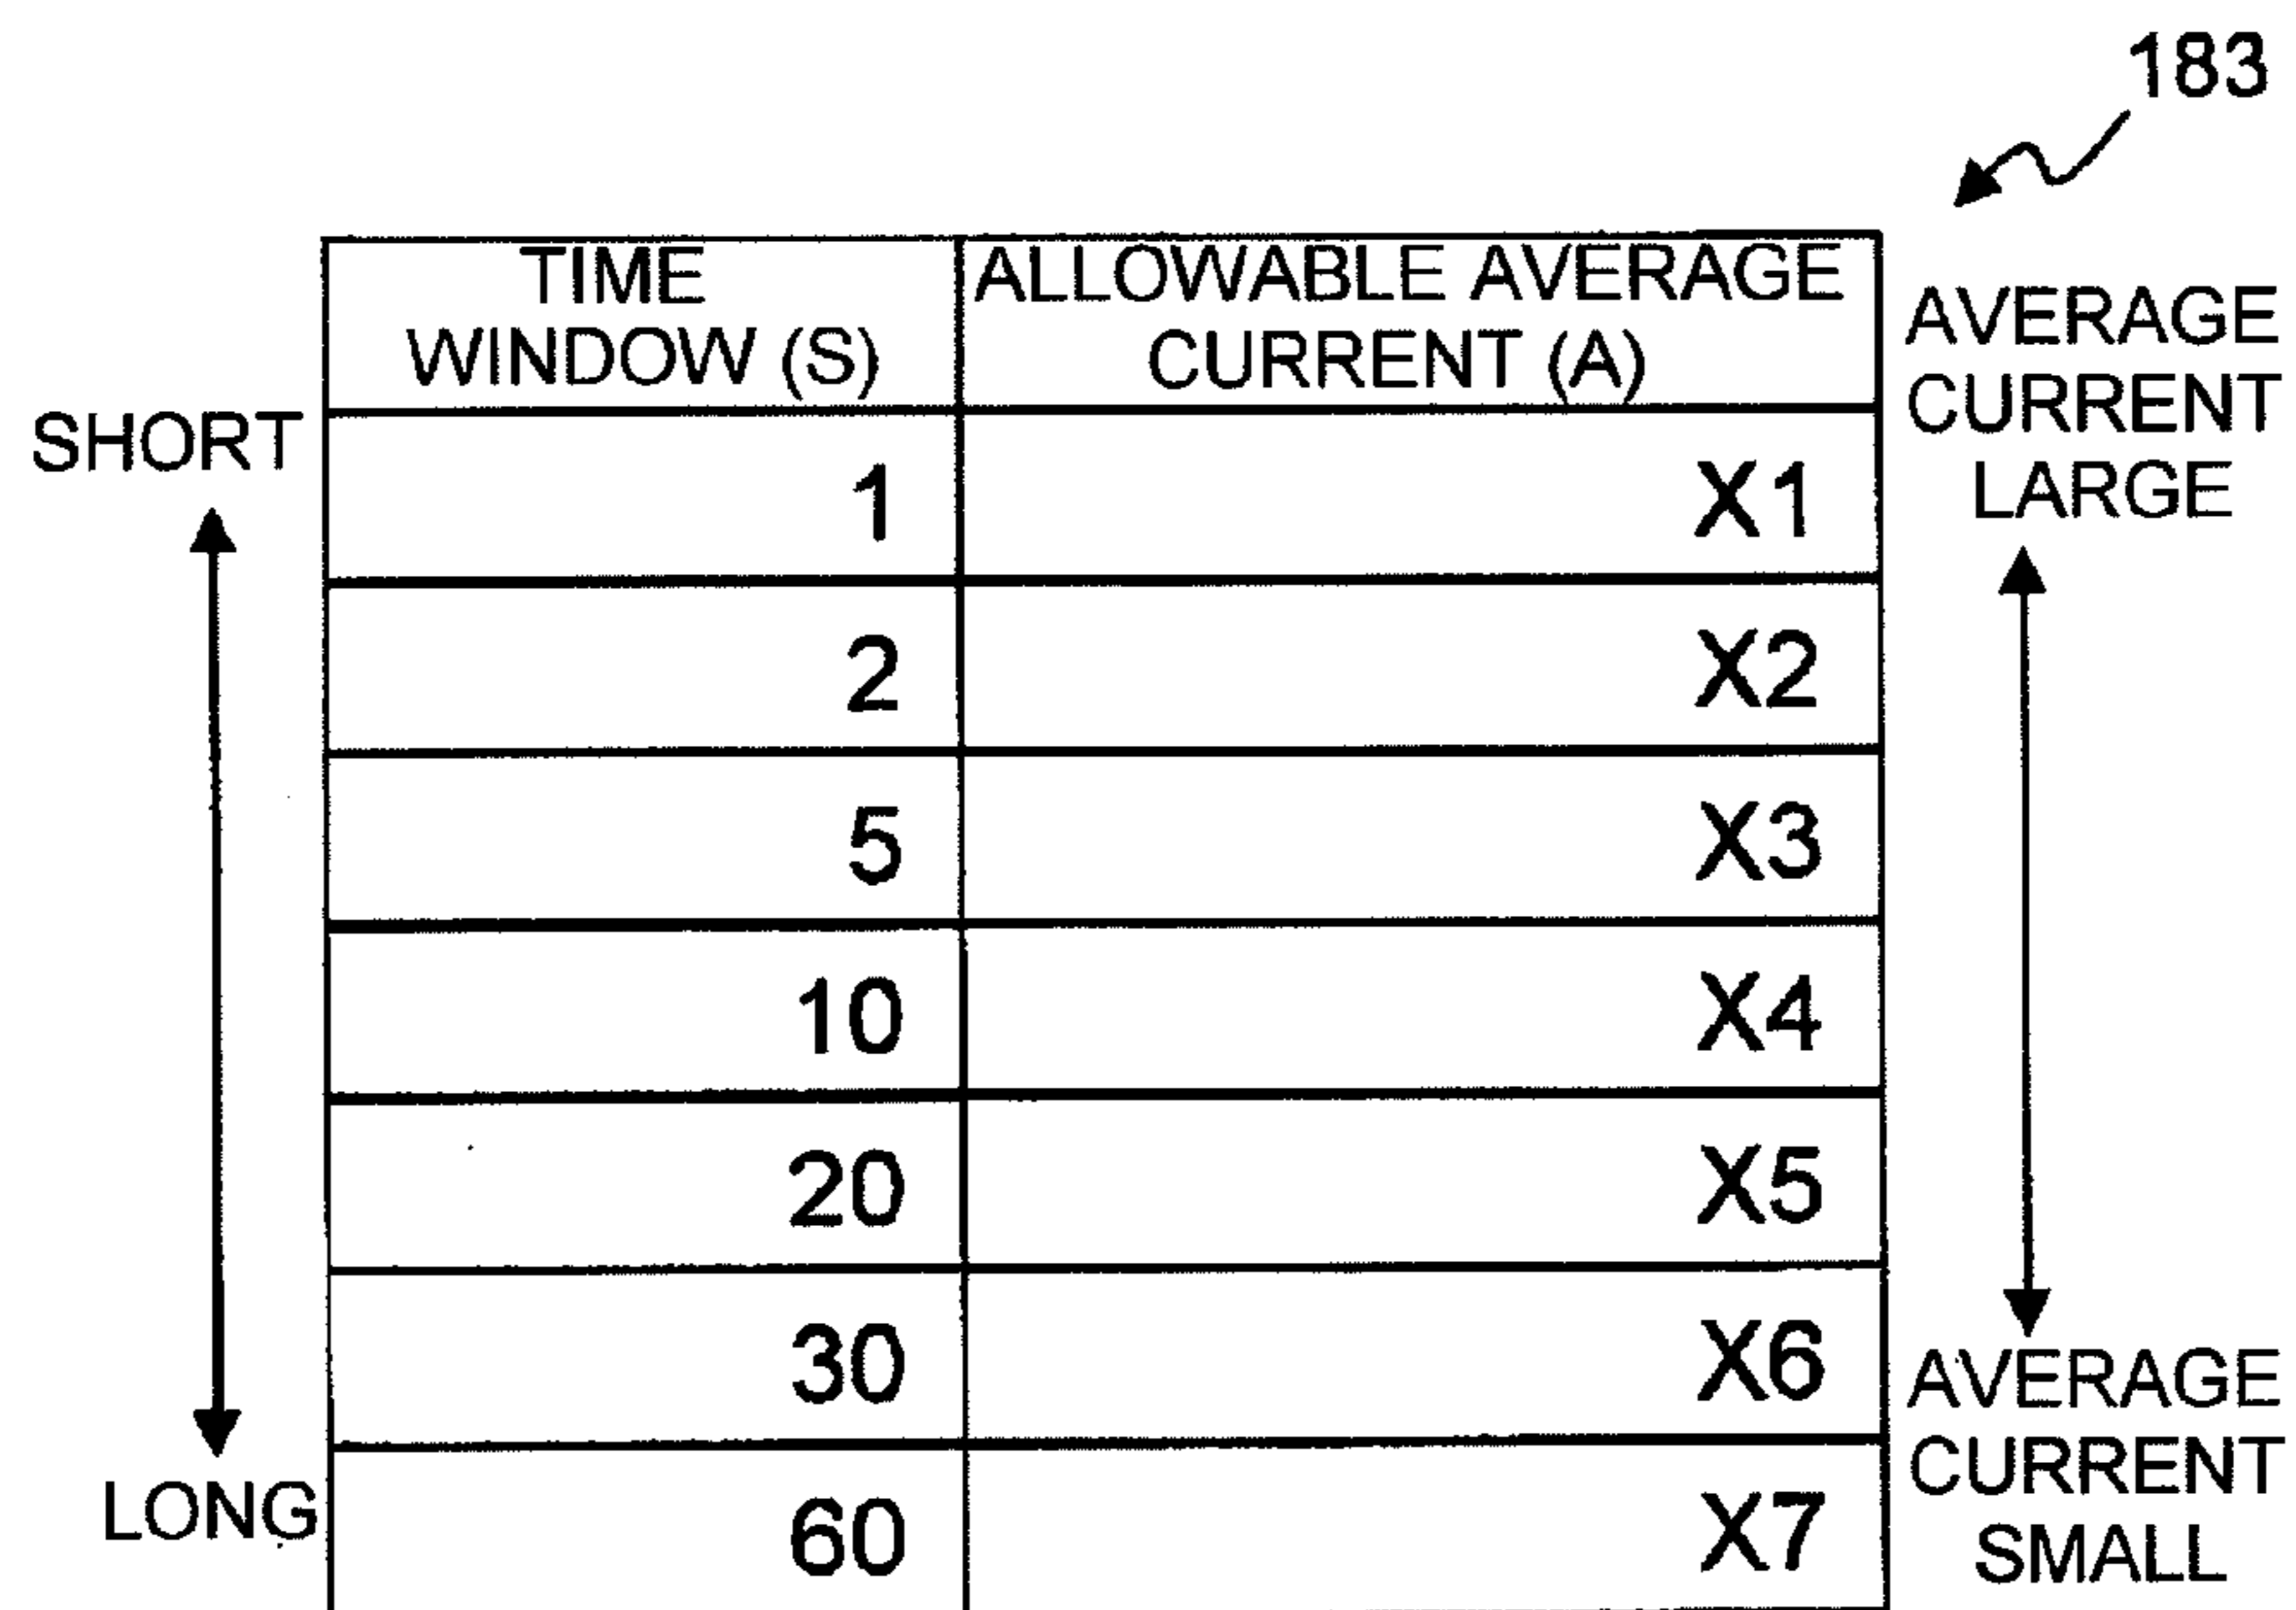 183
TIME
WINDOW (S)
ALLOWABLE AVERAGE
CURRENT (A)
AVERAGE
CURRENT
LARGE
SHORT
1 X1
2 X2
5 X3
10 X4
20 X5
30 X6
60 X7
LONG
AVERAGE
CURRENT
SMALL